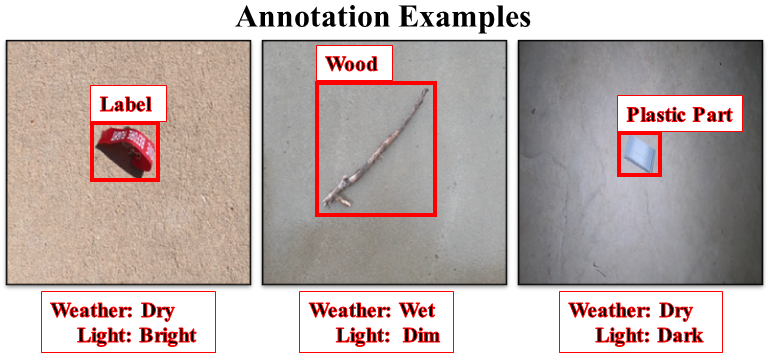 Annotation Examples
Label
Wood
Plastic Part
Weather: Dry
Light: Bright
Weather: Wet
Light: Dim
Weather: Dry
Light: Dark